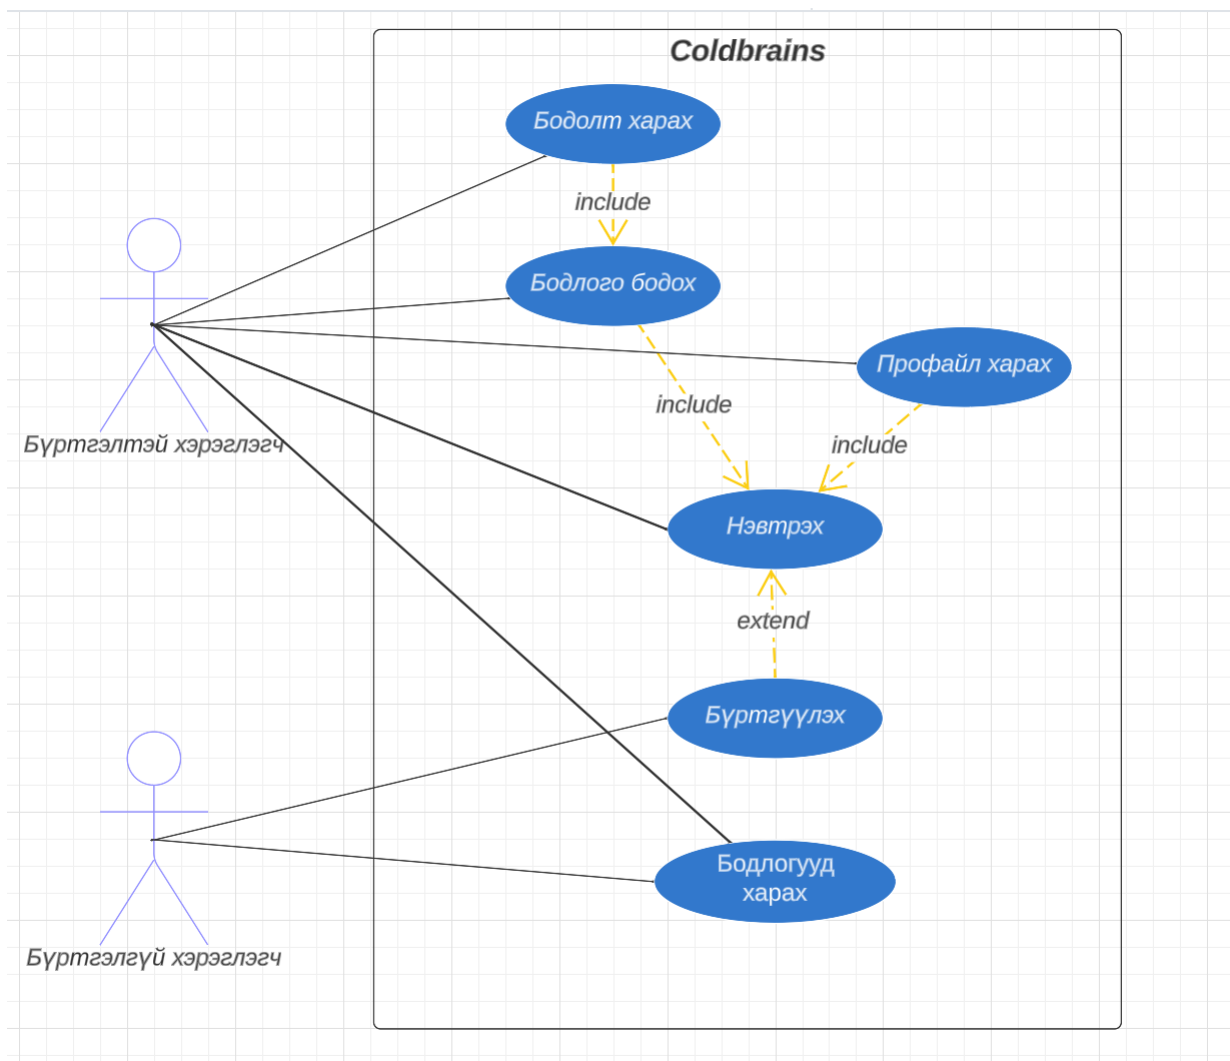 Coldbrains
Бодолт харах
include
Бодлого бодох
Профайл харах
include
include
Бүртгэлтэй хэрэглэгч
Нэвтрэх
extend
Бүртгүүлэх
Бодлогууд
харах
Бүртгэлгүй хэрэглэгч